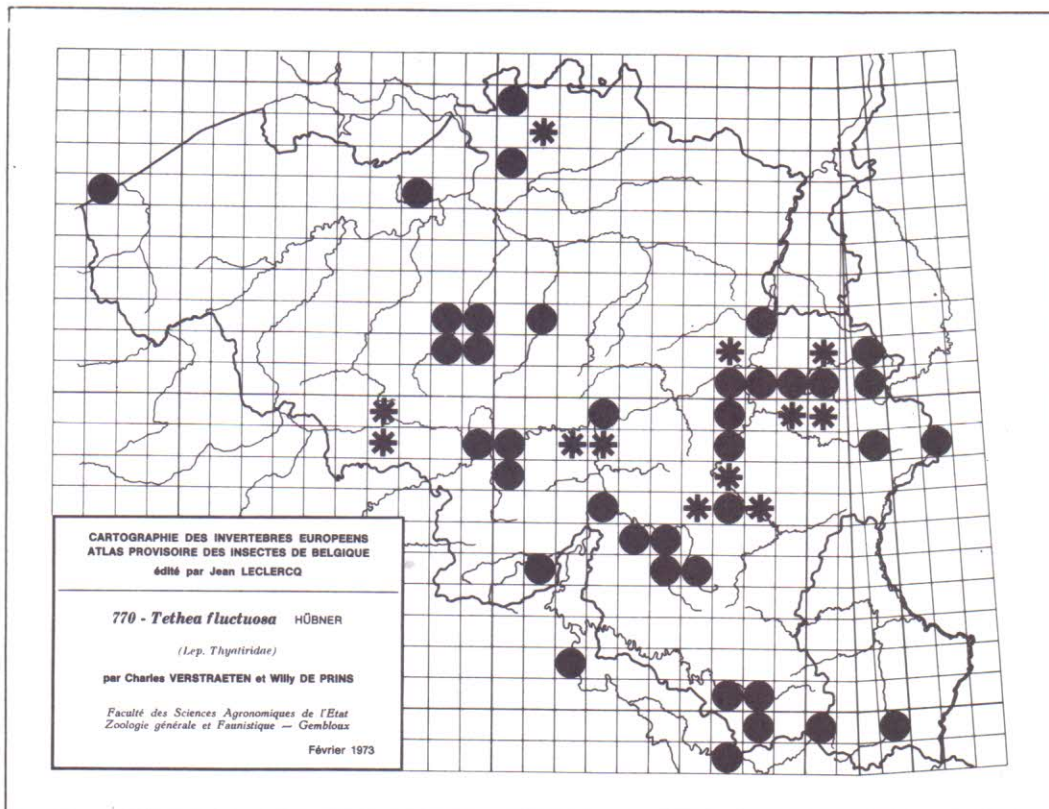 CARTOGRAPHIE DES INVERTEBRES EUROPEENS
ATLAS PROVISOIRE DES INSECTES DE BELGIQUE
édité par Jean LECLERCQ
770 - Tethea fluctuosa HÜBNER
(Lep. Thyatiridae)
par Charles VERSTRAETEN et Willy DE PRINS
Faculté des Sciences Agronomiques de l'Etat
Zoologie générale et Faunistique — Gembloux
Février 1973